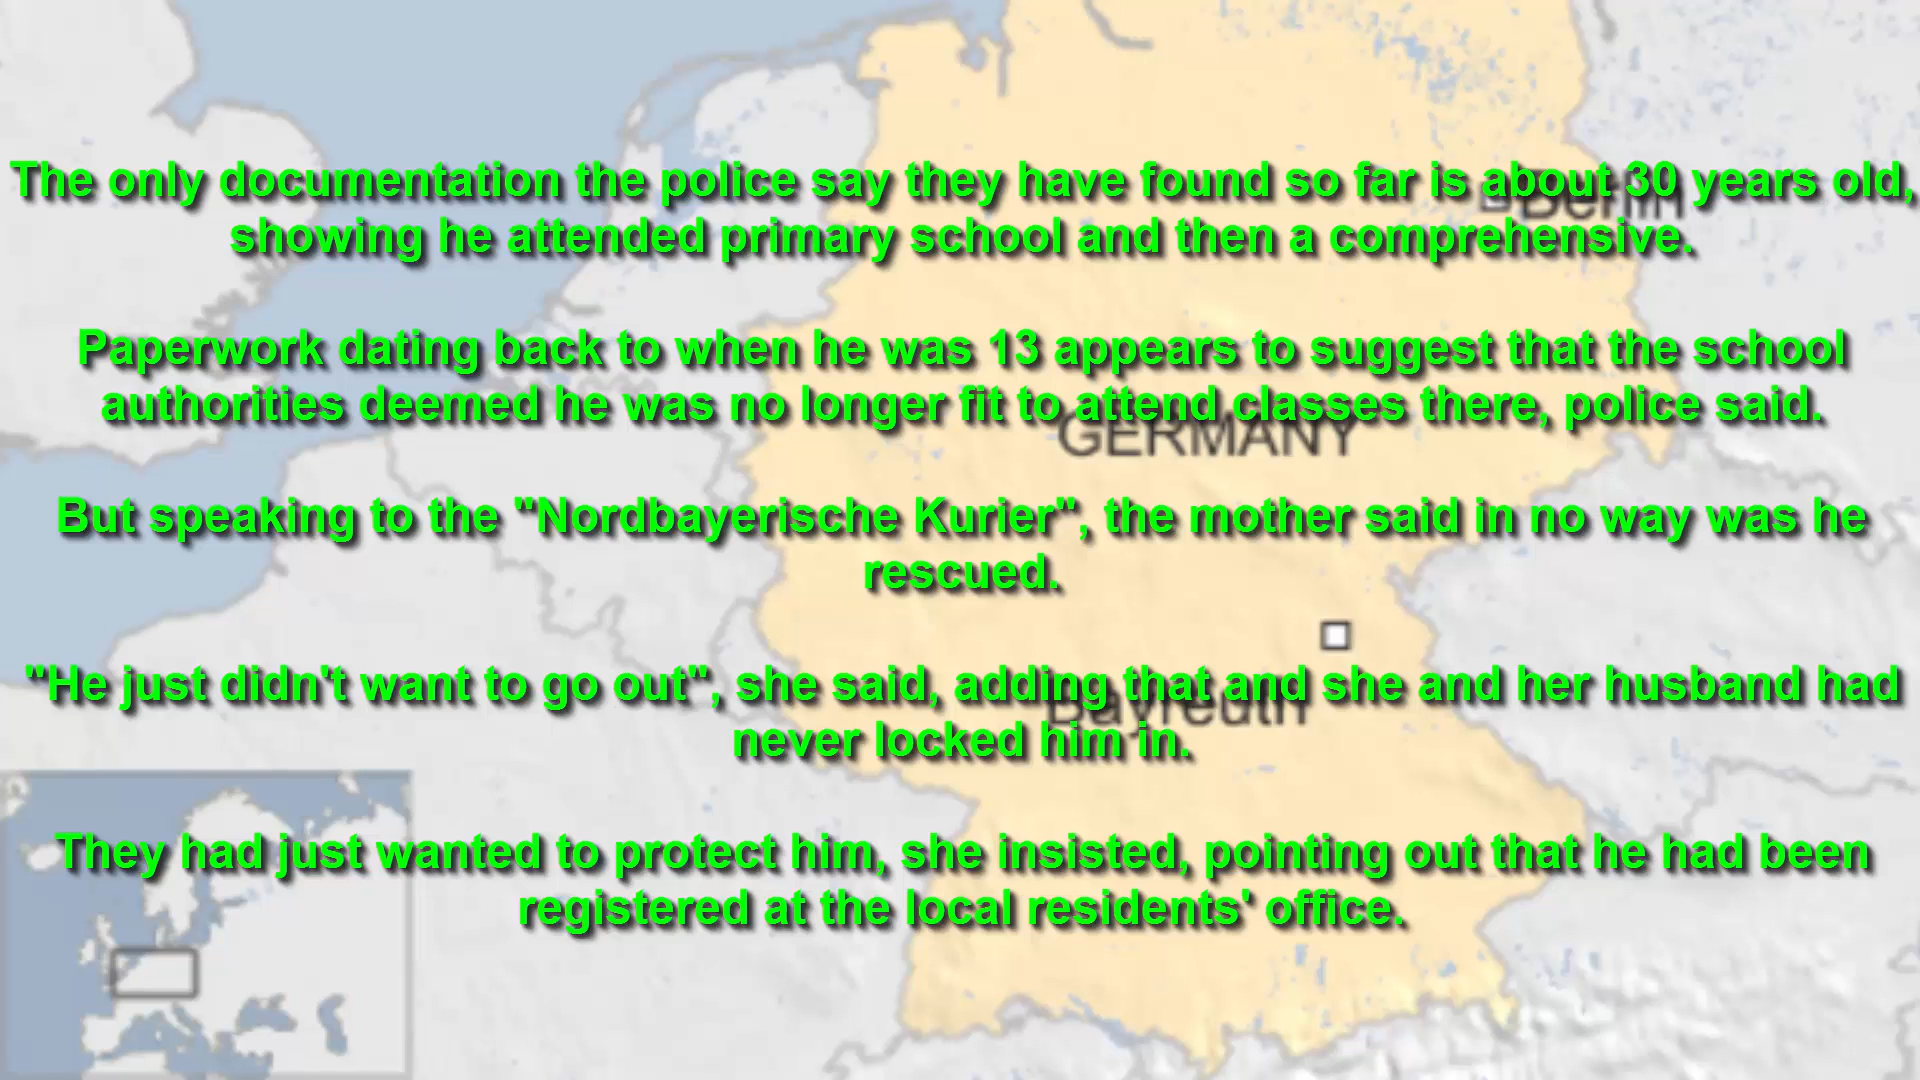 The only documentation the police say they have found so far is about 30 years old,
showing he attended primary school and then a comprehensive.
Paperwork dating back to when he was 13 appears to suggest that the school
authorities deemed he was no longer fit to attend classes there, police said.
But speaking to the "Nordbayerische Kurier", the mother said in no way was he
rescued.
"He just didn't want to go out", she said, adding that and she and her husband had
never locked him in.
They had just wanted to protect him, she insisted, pointing out that he had been
registered at the local residents' office.
Berlin
GERMANY
Bayreuth